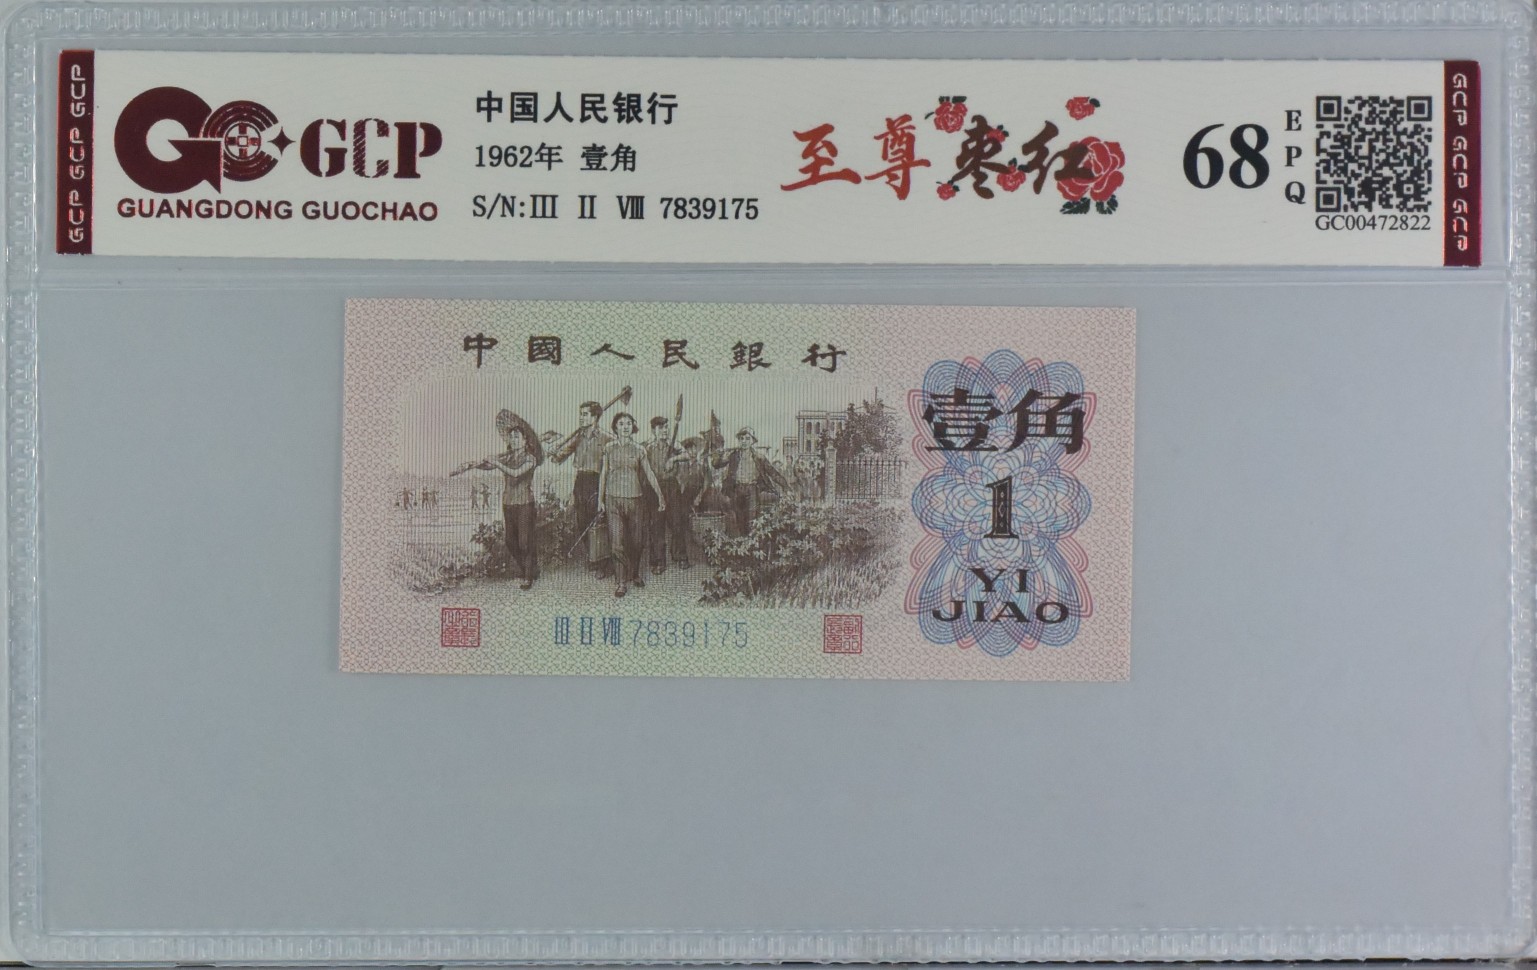 GCP GCP GCP
GCP
GUANGDONG GUOCHAO
中国人民银行
1962年 壹角
S/N:III II VIII 7839175
至尊枣红
68
EPQ
GC00472822
GCP GCP GCP
中國人民銀行
壹角
1
YI
JIAO
III II VIII 7839175